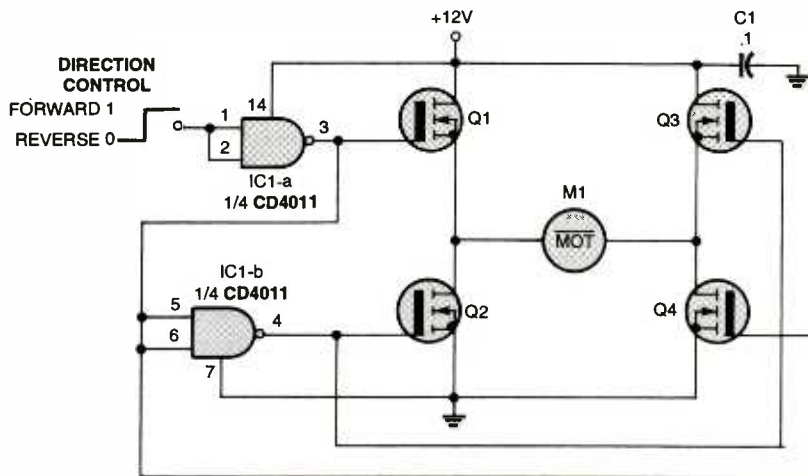 +12V
C1
.1
DIRECTION
CONTROL
FORWARD 1
REVERSE 0
14
1
2
3
IC1-a
1/4 CD4011
Q1
Q3
M1
MOT
IC1-b
1/4 CD4011
5
6
4
7
Q2
Q4